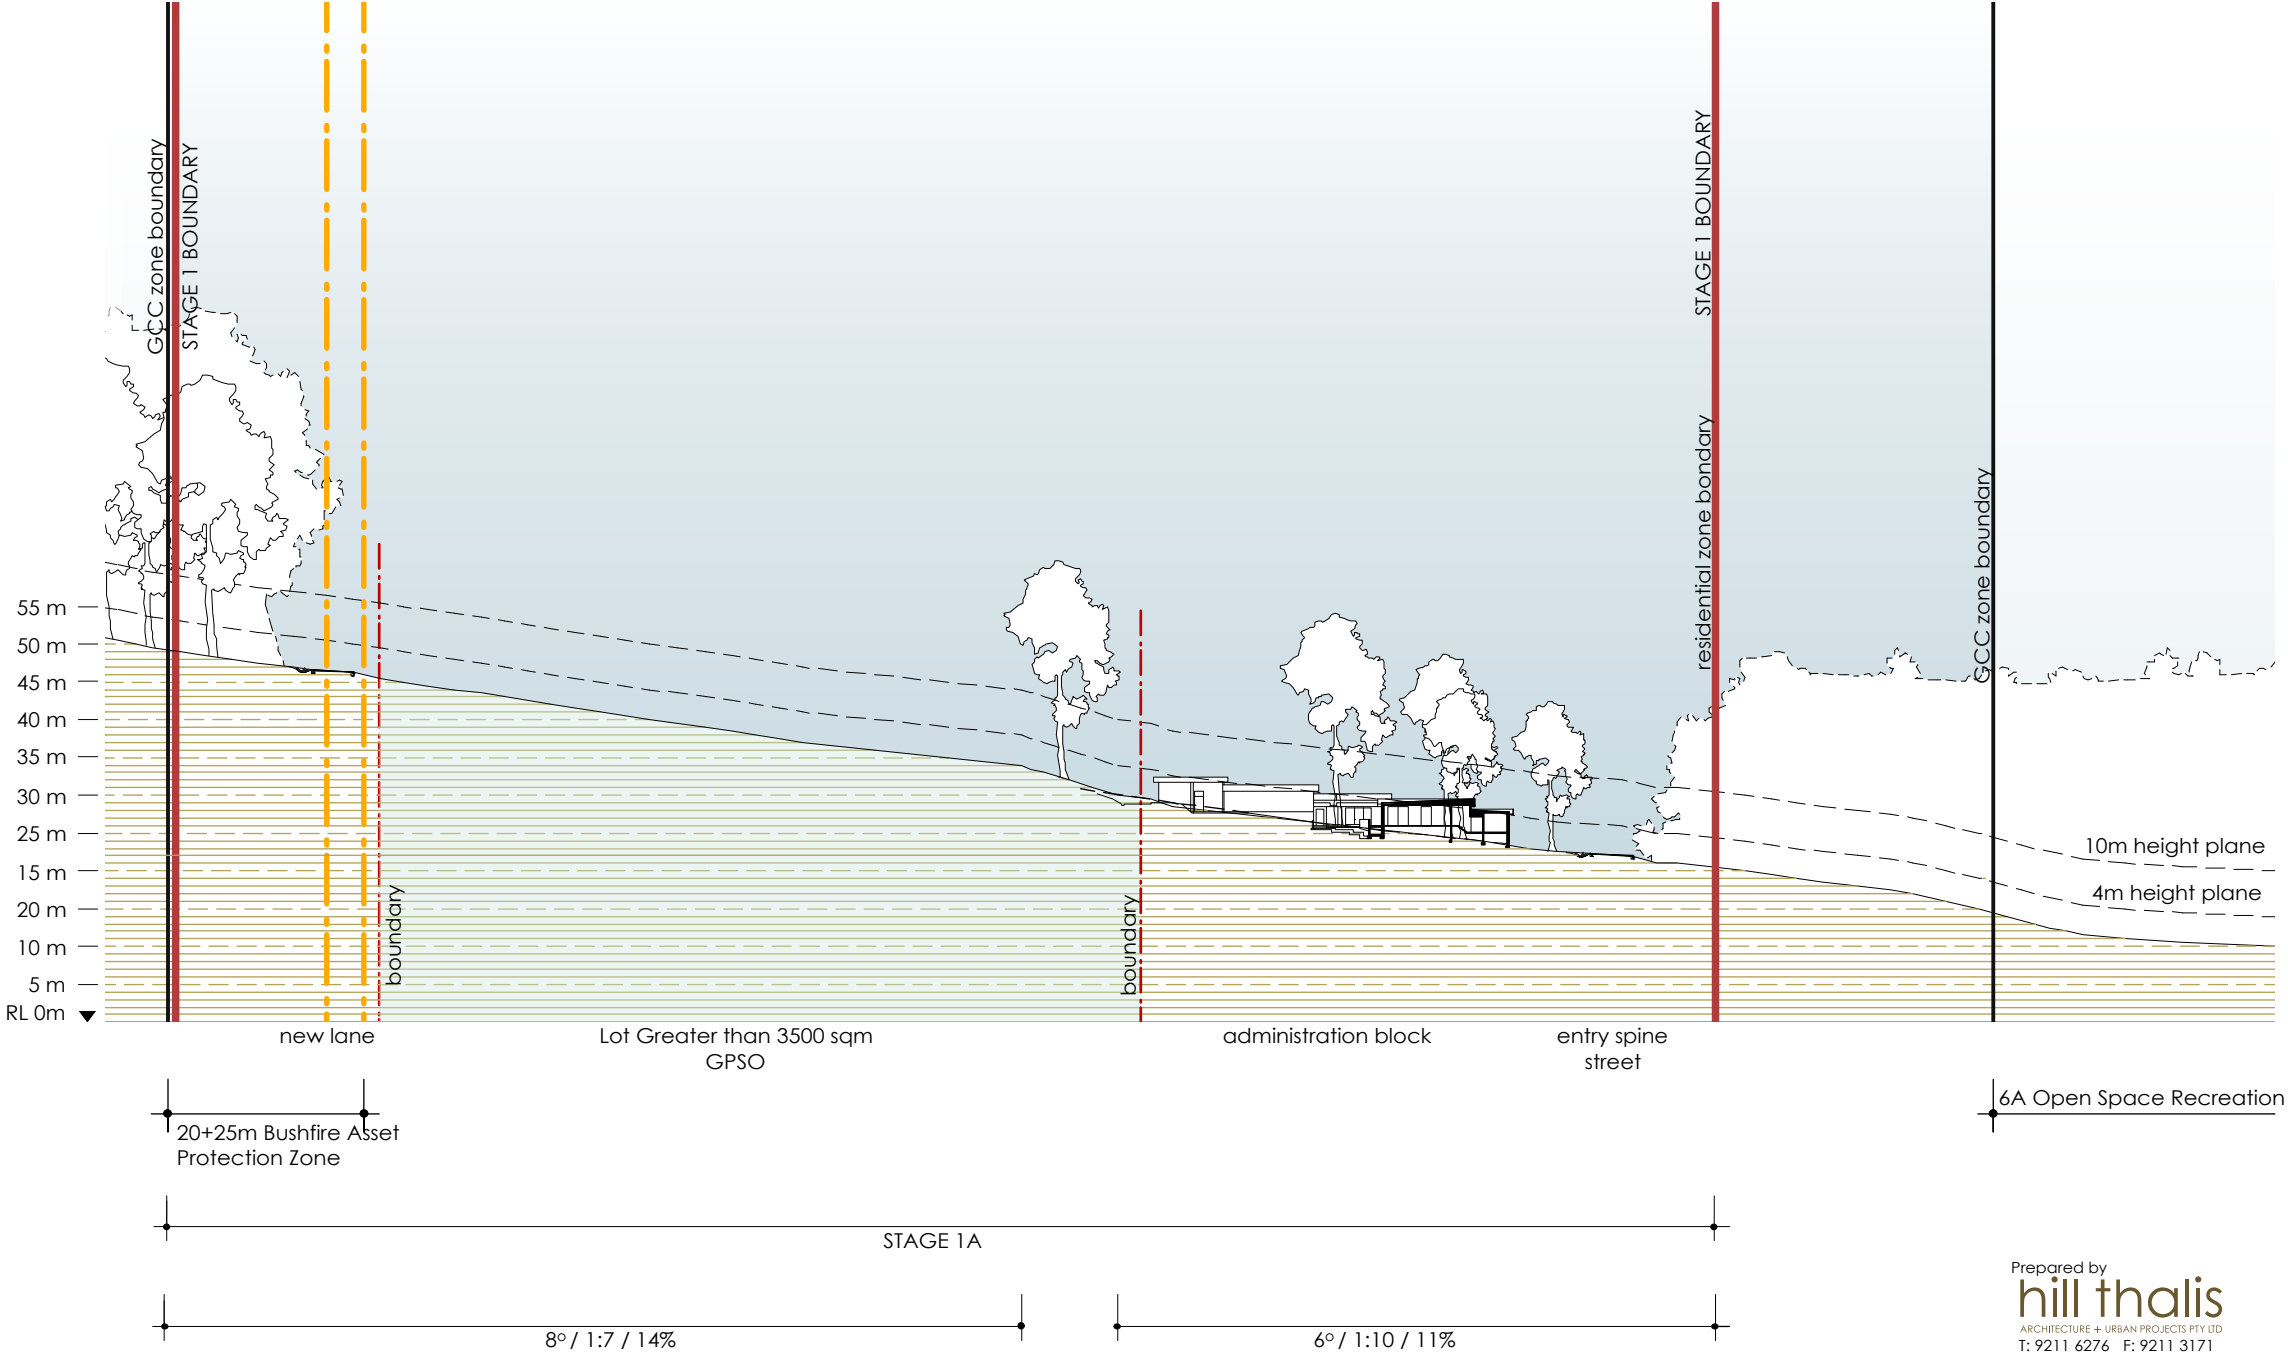 GCC zone boundary
STAGE 1 BOUNDARY
STAGE 1 BOUNDARY
residential zone bondary
GCC zone boundary
55 m
50 m
45 m
40 m
35 m
30 m
25 m
15 m
20 m
10 m
5 m
RL 0m
10m height plane
4m height plane
boundary
boundary
new lane
Lot Greater than 3500 sqm
GPSO
administration block
entry spine
street
20+25m Bushfire Asset
Protection Zone
6A Open Space Recreation
STAGE 1A
8° / 1:7 / 14%
6° / 1:10 / 11%
Prepared by
hill thalis
ARCHITECTURE + URBAN PROJECTS PTY LTD
T: 9211 6276 F: 9211 3171